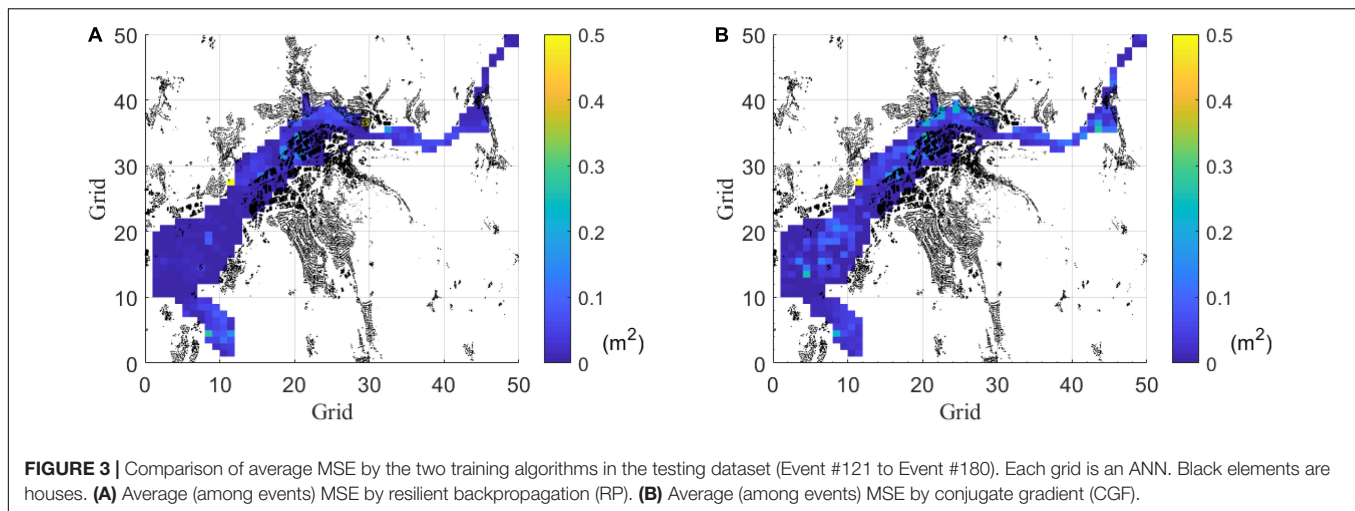 A
50
40
30
20
10
0
Grid
0 10 20 30 40 50
Grid
0.5
0.4
0.3
0.2
0.1
0
(m²)
B
50
40
30
20
10
0
Grid
0 10 20 30 40 50
Grid
0.5
0.4
0.3
0.2
0.1
0
(m²)
FIGURE 3 | Comparison of average MSE by the two training algorithms in the testing dataset (Event #121 to Event #180). Each grid is an ANN. Black elements are
houses. (A) Average (among events) MSE by resilient backpropagation (RP). (B) Average (among events) MSE by conjugate gradient (CGF).